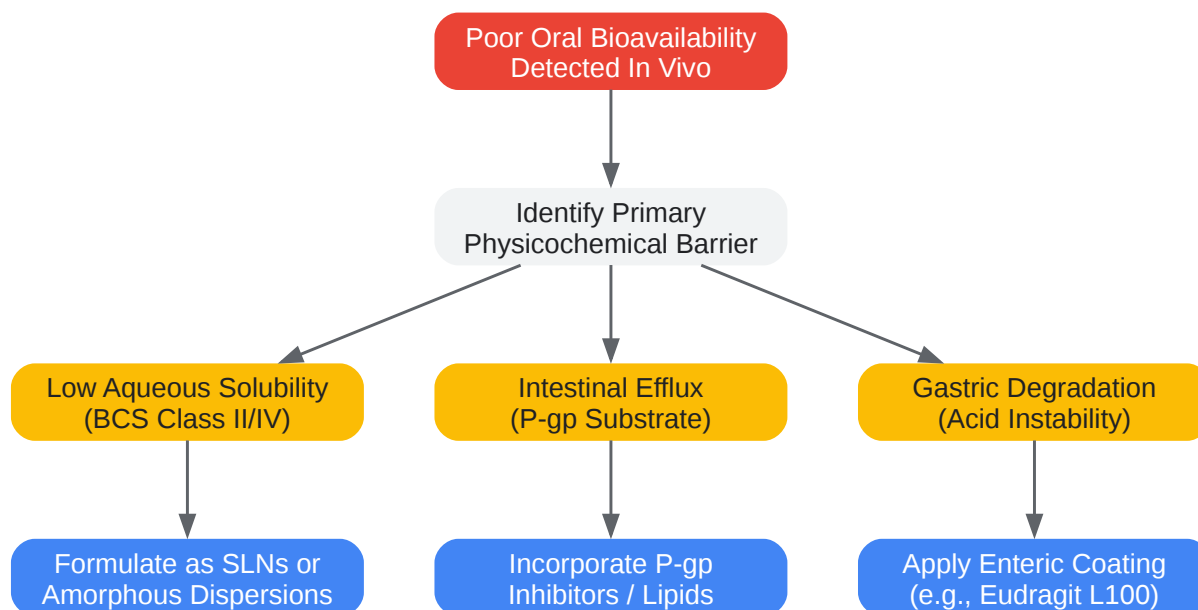 Poor Oral Bioavailability
Detected In Vivo
Identify Primary
Physicochemical Barrier
Low Aqueous Solubility
(BCS Class II/IV)
Intestinal Efflux
(P-gp Substrate)
Gastric Degradation
(Acid Instability)
Formulate as SLNs or
Amorphous Dispersions
Incorporate P-gp
Inhibitors / Lipids
Apply Enteric Coating
(e.g., Eudragit L100)